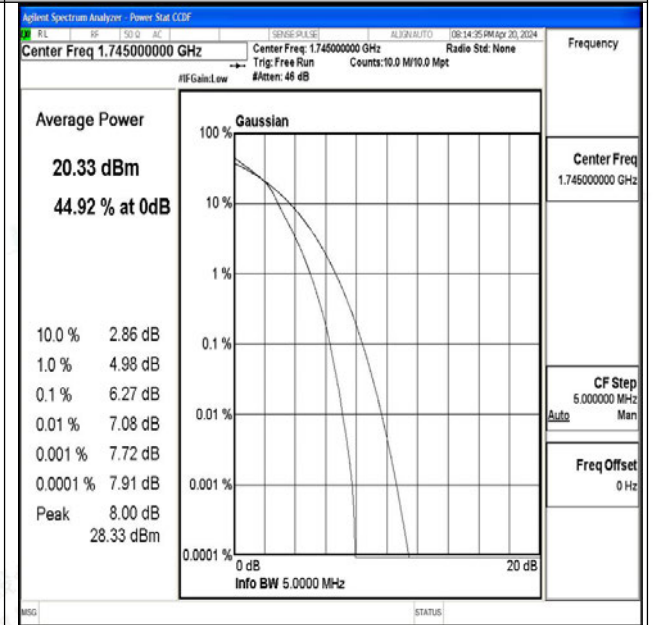 Agilent Spectrum Analyzer - Power Stat CCDF
RL RF 50 Ω AC SENSE:PULSE ALIGNAUTO 08:14:35 PM Apr 20, 2024
Center Freq 1.745000000 GHz
Center Freq: 1.745000000 GHz Radio Std: None
Trig: Free Run Counts:10.0 M/10.0 Mpt
#IFGain:Low #Atten: 46 dB
Frequency
Average Power
20.33 dBm
44.92 % at 0dB
10.0 % 2.86 dB
1.0 % 4.98 dB
0.1 % 6.27 dB
0.01 % 7.08 dB
0.001 % 7.72 dB
0.0001 % 7.91 dB
Peak 8.00 dB
28.33 dBm
Gaussian
100 %
10 %
1 %
0.1 %
0.01 %
0.001 %
0.0001 %
0 dB 20 dB
Info BW 5.0000 MHz
Center Freq
1.745000000 GHz
CF Step
5.000000 MHz
Auto Man
Freq Offset
0 Hz
MSG STATUS